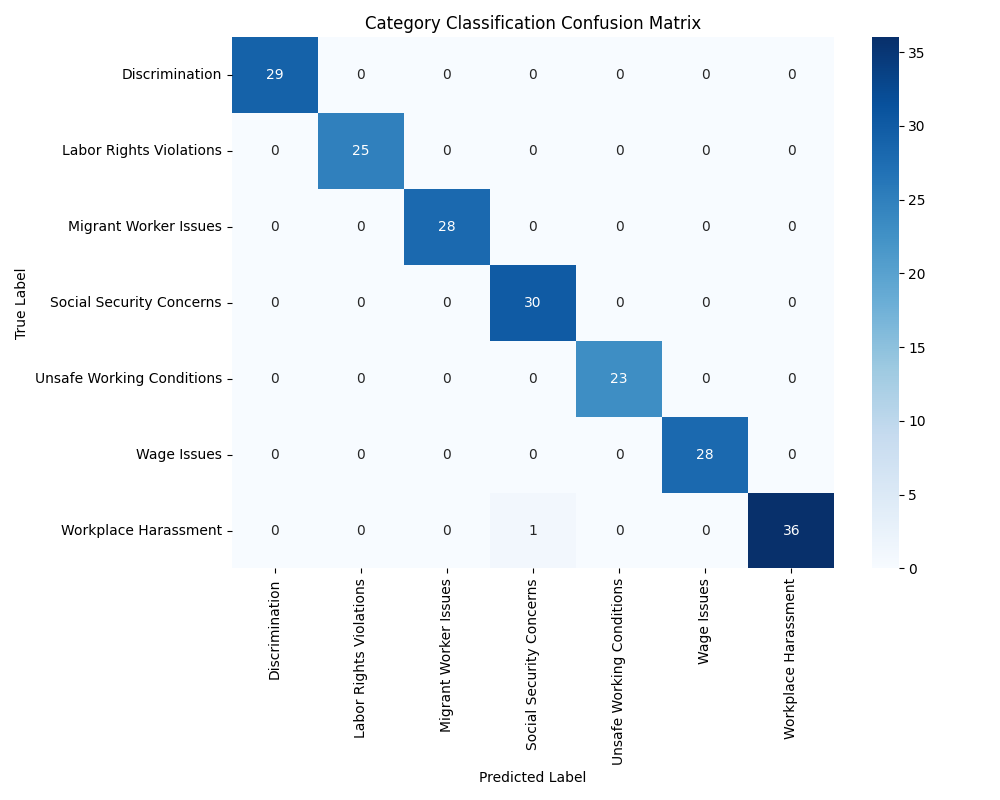 Category Classification Confusion Matrix
True Label
Discrimination 29 0 0 0 0 0 0
Labor Rights Violations 0 25 0 0 0 0 0
Migrant Worker Issues 0 0 28 0 0 0 0
Social Security Concerns 0 0 0 30 0 0 0
Unsafe Working Conditions 0 0 0 0 23 0 0
Wage Issues 0 0 0 0 0 28 0
Workplace Harassment 0 0 0 1 0 0 36
Discrimination
Labor Rights Violations
Migrant Worker Issues
Social Security Concerns
Unsafe Working Conditions
Wage Issues
Workplace Harassment
Predicted Label
35
30
25
20
15
10
5
0